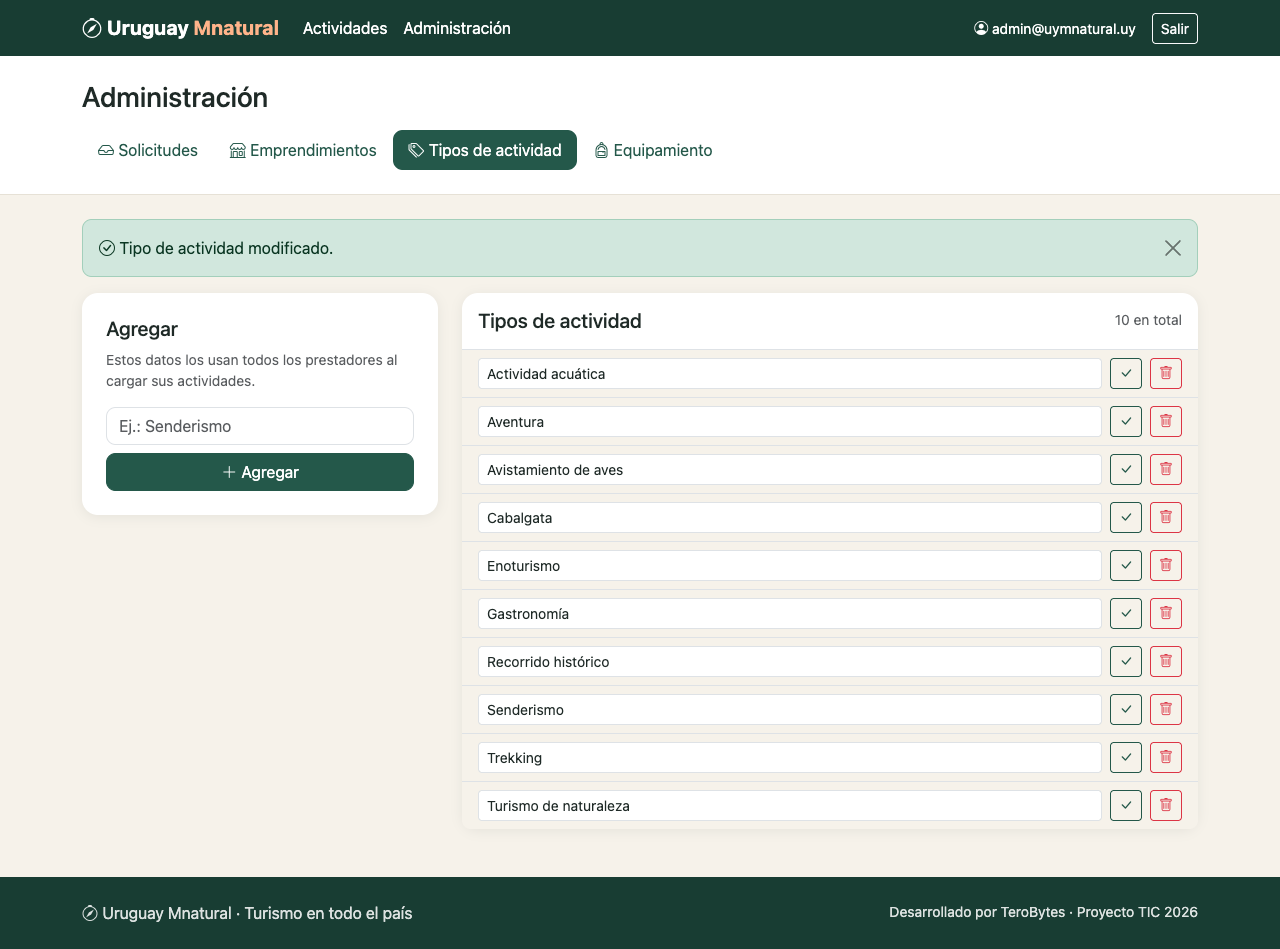 Uruguay Mnatural
Actividades
Administración
admin@uymnatural.uy
Salir
Administración
Solicitudes
Emprendimientos
Tipos de actividad
Equipamiento
Tipo de actividad modificado.
Agregar
Estos datos los usan todos los prestadores al
cargar sus actividades.
Ej.: Senderismo
+ Agregar
Tipos de actividad
10 en total
Actividad acuática
Aventura
Avistamiento de aves
Cabalgata
Enoturismo
Gastronomía
Recorrido histórico
Senderismo
Trekking
Turismo de naturaleza
Uruguay Mnatural · Turismo en todo el país
Desarrollado por TeroBytes · Proyecto TIC 2026